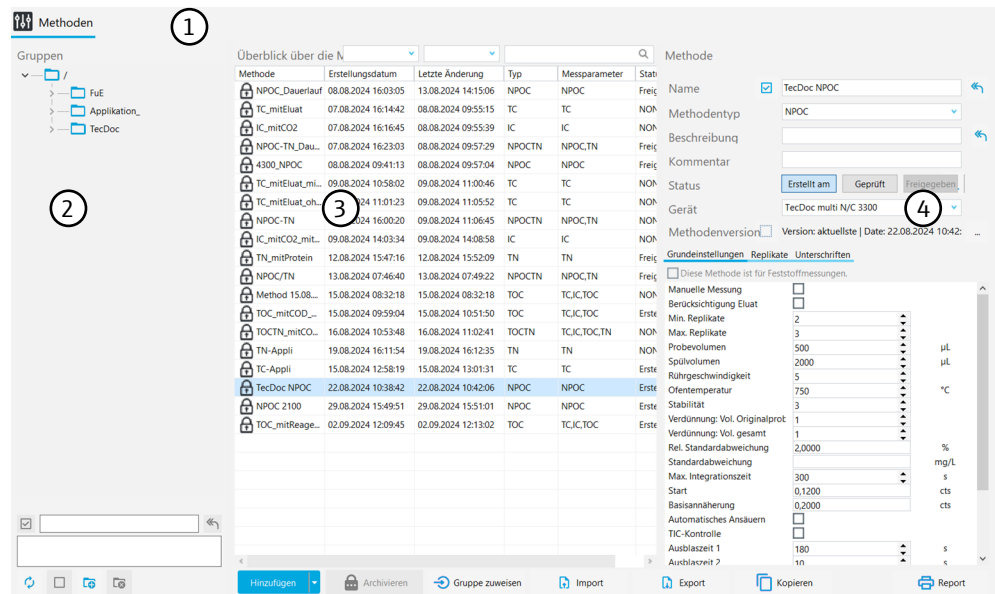 Methoden
1
Gruppen
/
FuE
Applikation_
TecDoc
2
Überblick über die M
Methode Erstellungsdatum Letzte Änderung Typ Messparameter Statu
NPOC_Dauerlauf 08.08.2024 16:03:05 13.08.2024 14:15:06 NPOC NPOC Freig
TC_mitEluat 07.08.2024 16:14:42 08.08.2024 09:55:15 TC TC NON
IC_mitCO2 07.08.2024 16:16:45 08.08.2024 09:55:39 IC IC NON
NPOC-TN_Dau... 07.08.2024 16:23:03 08.08.2024 09:57:29 NPOCTN NPOC,TN Freig
4300_NPOC 08.08.2024 09:41:13 08.08.2024 09:57:04 NPOC NPOC Freig
TC_mitEluat_mi... 09.08.2024 10:58:02 09.08.2024 11:00:46 TC TC NON
TC_mitEluat_oh... 11:01:23 09.08.2024 11:05:52 TC TC NON
NPOC-TN 16:00:20 09.08.2024 11:06:45 NPOCTN NPOC,TN NON
IC_mitCO2_mit... 09.08.2024 14:03:34 09.08.2024 14:08:58 IC IC NON
TN_mitProtein 12.08.2024 15:47:16 12.08.2024 15:52:09 TN TN Freig
NPOC/TN 13.08.2024 07:46:40 13.08.2024 07:49:22 NPOCTN NPOC,TN Freig
Method 15.08.... 15.08.2024 08:32:18 15.08.2024 08:32:18 TOC TC,IC,TOC NON
TOC_mitCOD_... 15.08.2024 09:59:04 15.08.2024 10:51:50 TOC TC,IC,TOC Erste
TOCTN_mitCO... 16.08.2024 10:53:48 16.08.2024 11:02:41 TOCTN TC,IC,TOC,TN NON
TN-Appli 19.08.2024 16:11:54 19.08.2024 16:12:35 TN TN NON
TC-Appli 15.08.2024 12:58:19 15.08.2024 13:01:31 TC TC Erste
TecDoc NPOC 22.08.2024 10:38:42 22.08.2024 10:42:06 NPOC NPOC Erste
NPOC 2100 29.08.2024 15:49:51 29.08.2024 15:51:01 NPOC NPOC Erste
TOC_mitReage... 02.09.2024 12:09:45 02.09.2024 12:13:02 TOC TC,IC,TOC Erste
3
Hinzufügen Archivieren Gruppe zuweisen Import Export Kopieren Report
Methode
Name TecDoc NPOC
Methodentyp NPOC
Beschreibung
Kommentar
Status Erstellt am Geprüft Freigegeben
Gerät TecDoc multi N/C 3300
4
Methodenversion Version: aktuellste | Date: 22.08.2024 10:42: ...
Grundeinstellungen Replikate Unterschriften
Diese Methode ist für Feststoffmessungen.
Manuelle Messung
Berücksichtigung Eluat
Min. Replikate 2
Max. Replikate 3
Probevolumen 500 µL
Spülvolumen 2000 µL
Rührgeschwindigkeit 5
Ofentemperatur 750 °C
Stabilität 3
Verdünnung: Vol. Originalprob 1
Verdünnung: Vol. gesamt 1
Rel. Standardabweichung 2,0000 %
Standardabweichung mg/L
Max. Integrationszeit 300 s
Start 0,1200 cts
Basisannäherung 0,2000 cts
Automatisches Ansäuern
TIC-Kontrolle
Ausblaszeit 1 180 s
Ausblaszeit 2 10 s